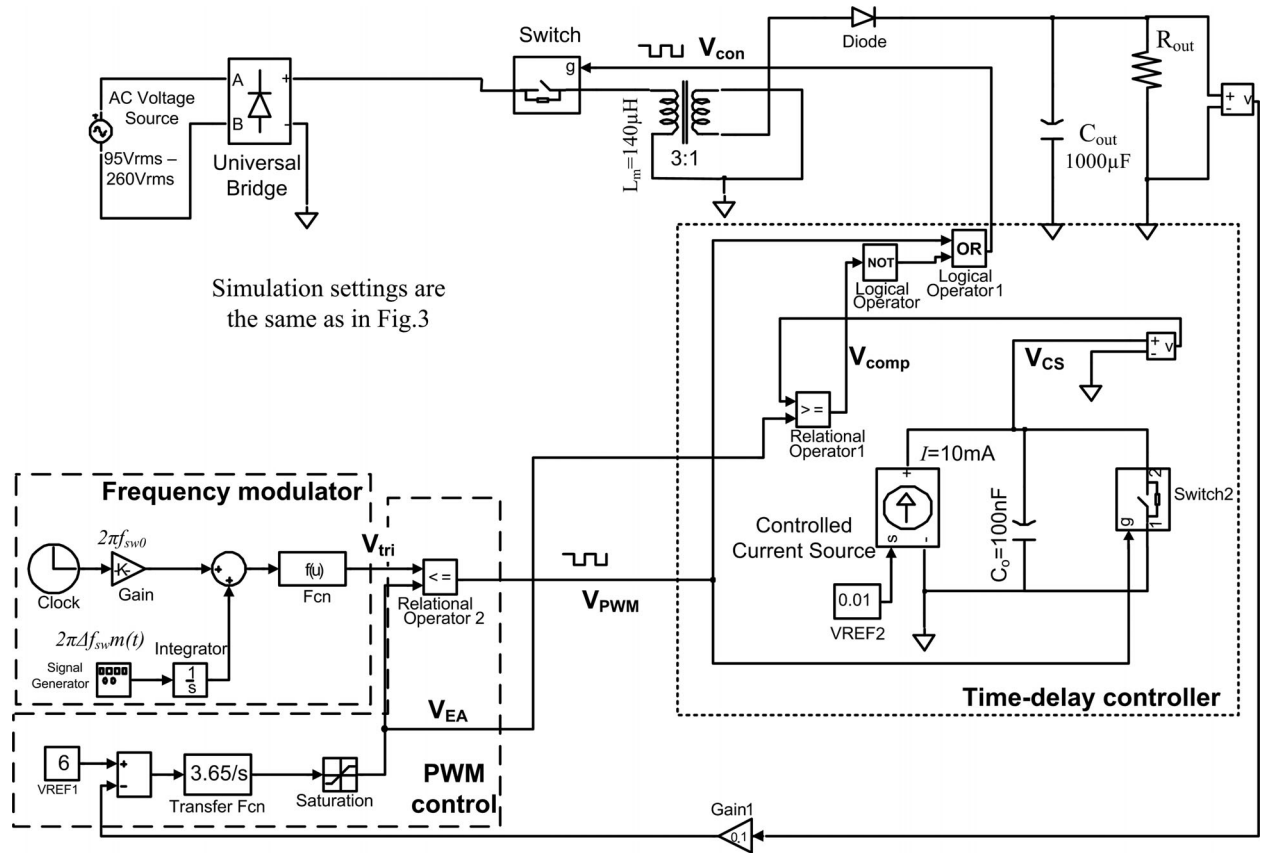 Switch
g
V_con
Diode
R_out
+
-
v
AC Voltage
Source
95Vrms –
260Vrms
A
B
+
-
Universal
Bridge
L_m=140µH
3:1
C_out
1000µF
Simulation settings are
the same as in Fig.3
OR
NOT
Logical
Operator
Logical
Operator1
V_comp
V_CS
+
-
v
> =
Relational
Operator1
I=10mA
+
s
-
Controlled
Current Source
C_o=100nF
2
g
1
Switch2
0.01
VREF2
Time-delay controller
Frequency modulator
2πf_sw0
Clock
-K-
Gain
+
+
f(u)
Fcn
V_tri
< =
Relational
Operator 2
V_PWM
2πΔf_swm(t)
Signal
Generator
Integrator
1
s
V_EA
6
VREF1
+
−
3.65/s
Transfer Fcn
Saturation
PWM
control
Gain1
0.1